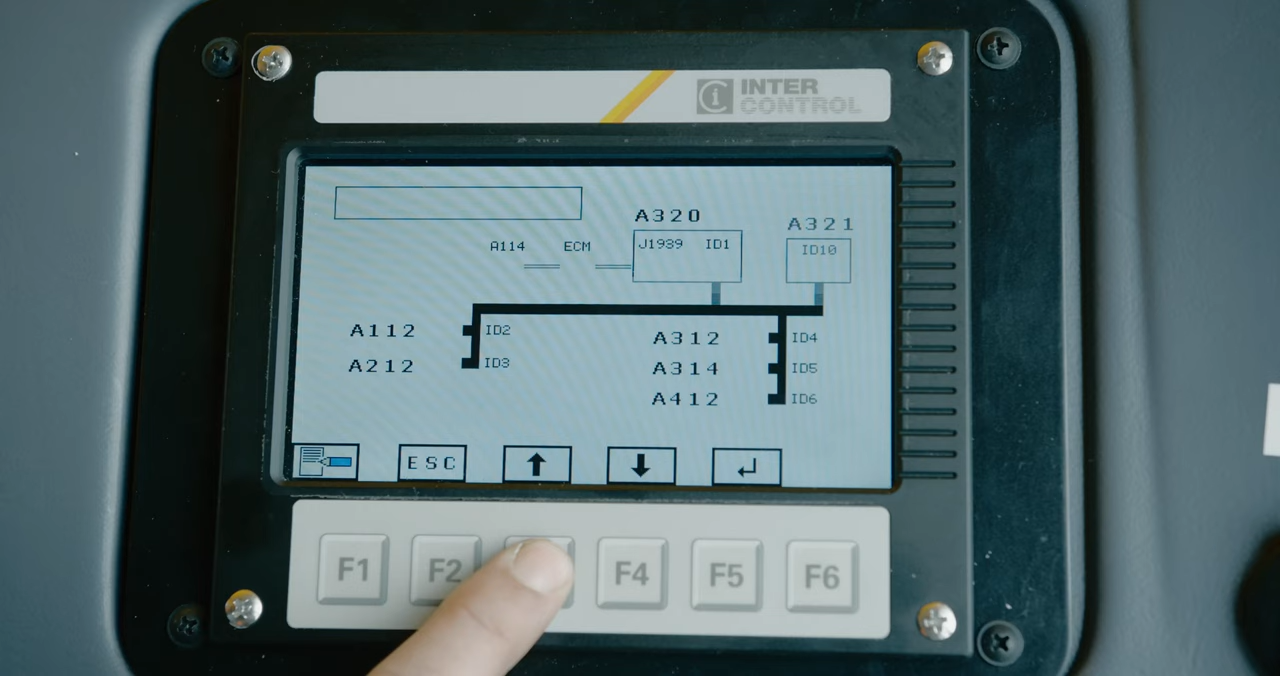 INTER
CONTROL
A320
A321
A114 ECM
J1939 ID1
ID10
A112 ID2
A312 ID4
A212 ID3
A314 ID5
A412 ID6
ESC
F1 F2 F4 F5 F6